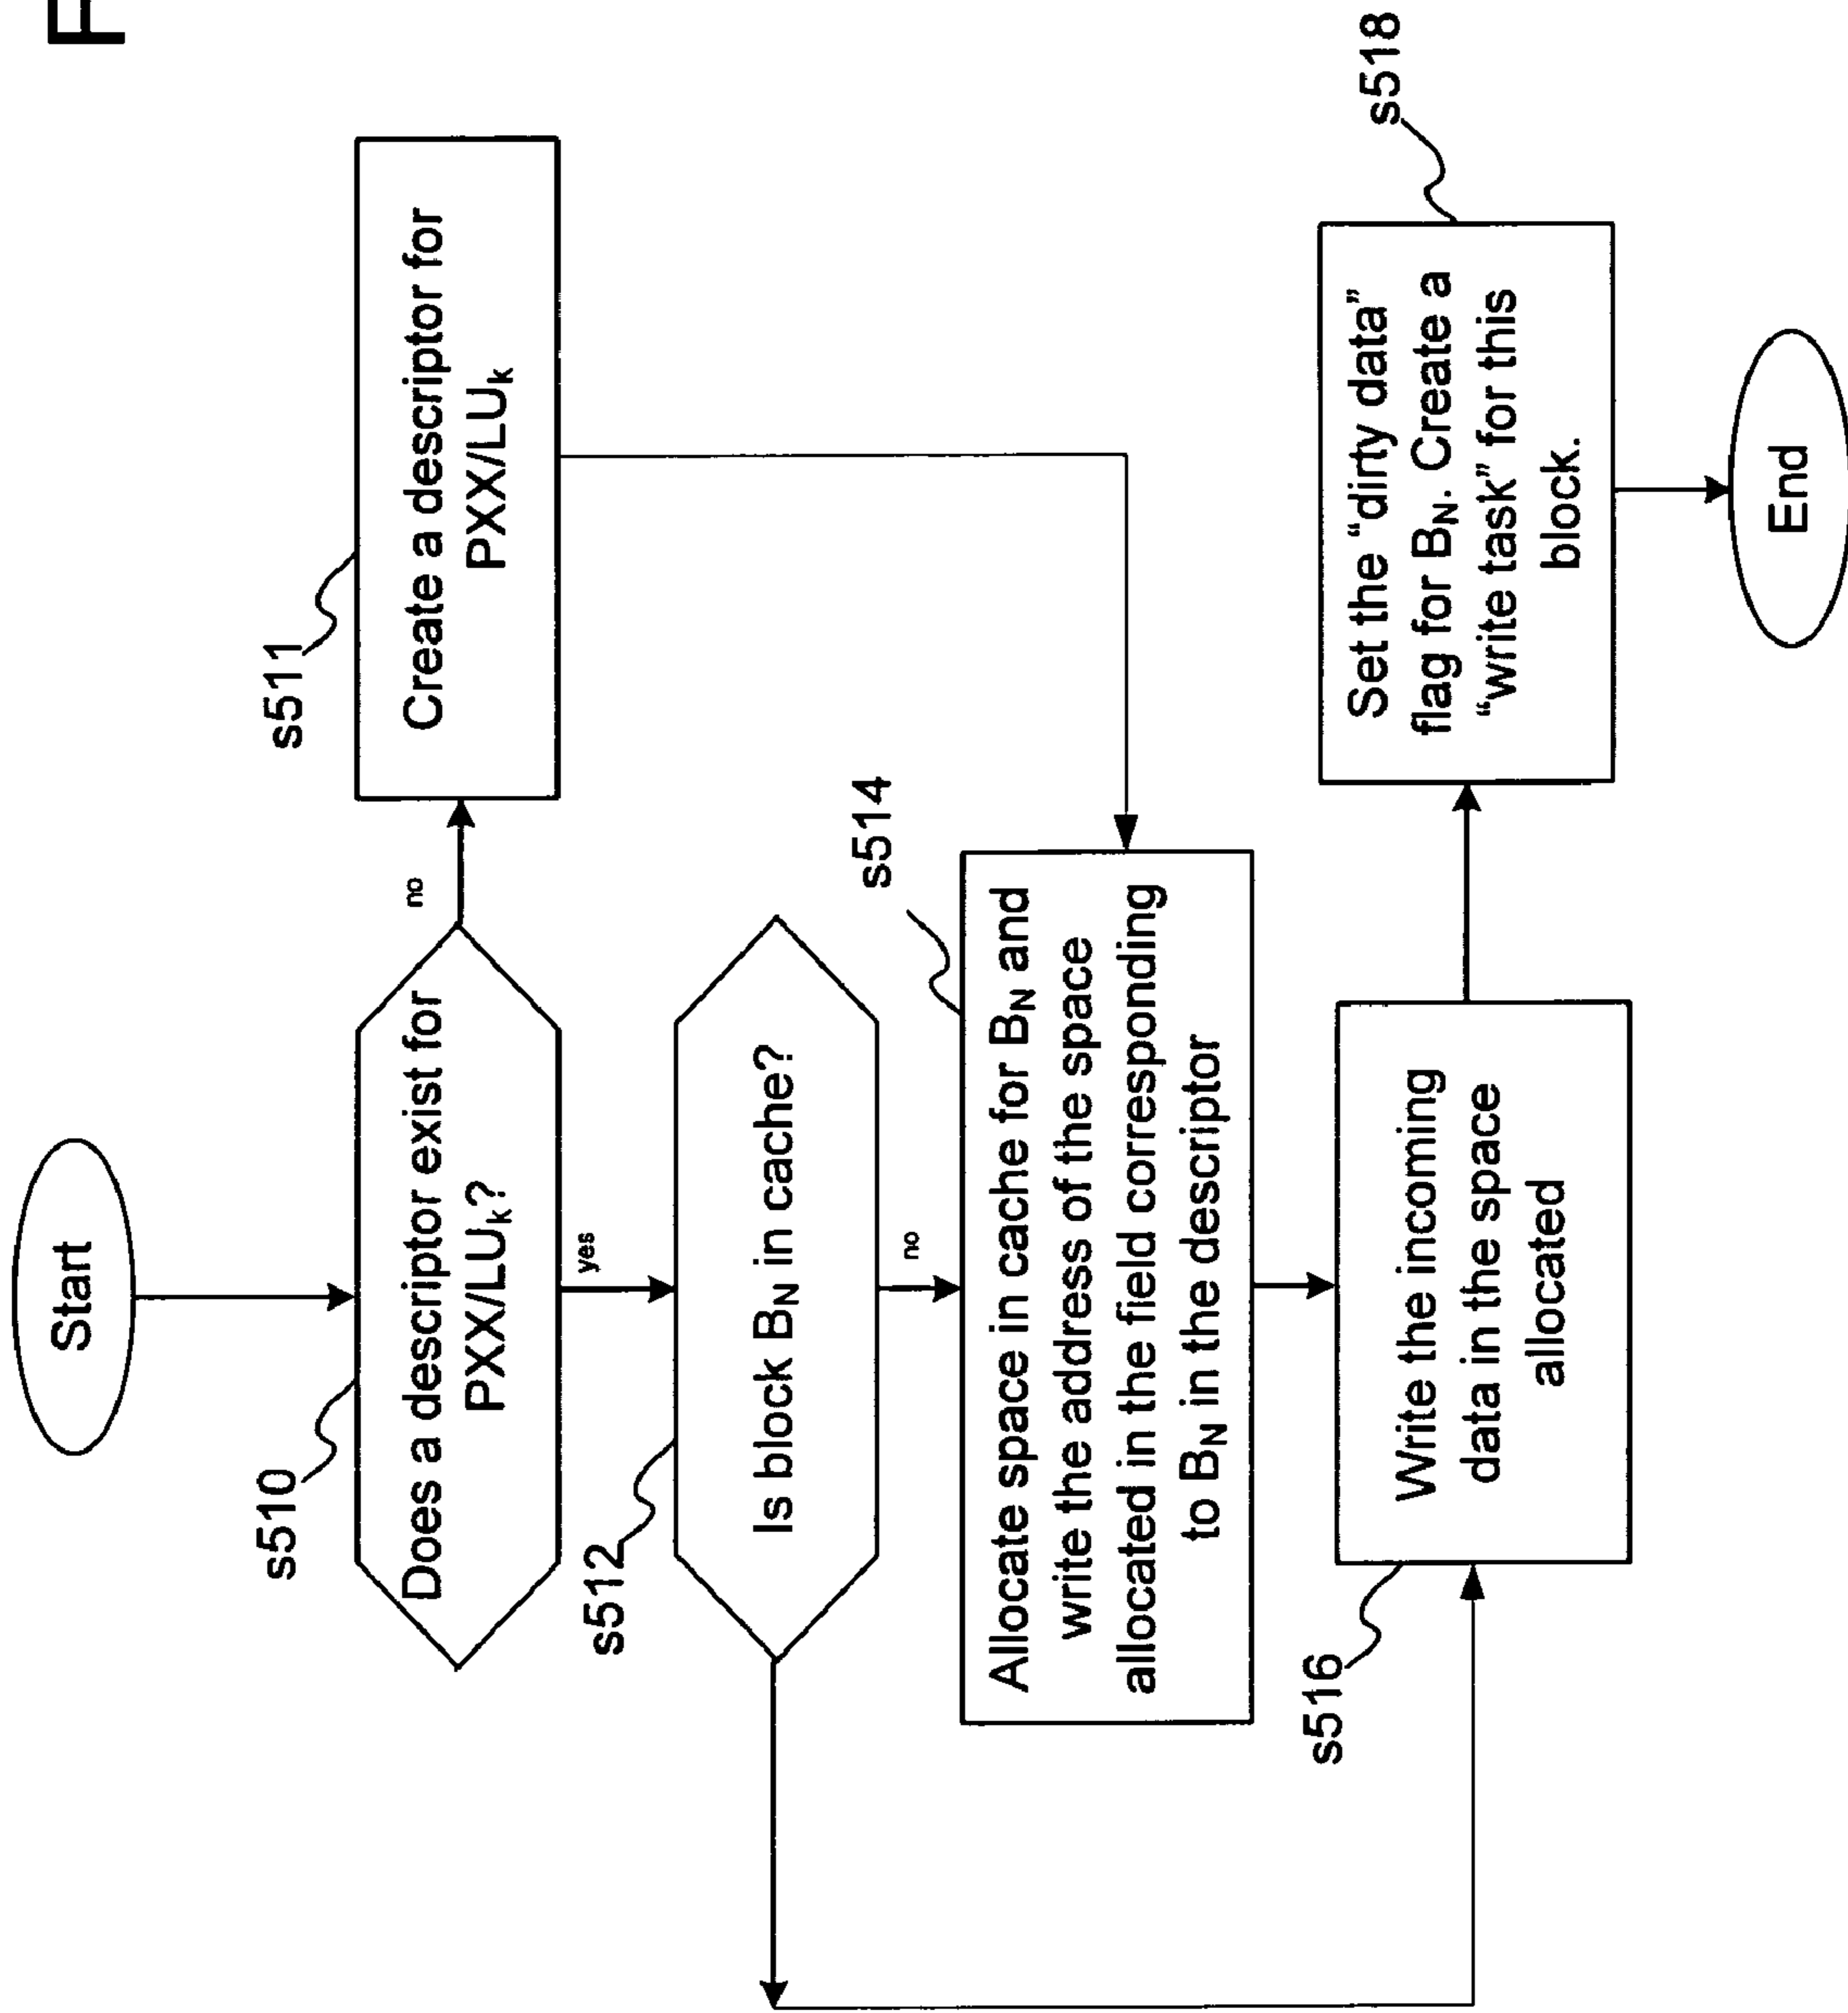 F
Start
s510
Does a descriptor exist for
PXX/LUk?
no
s511
Create a descriptor for
PXX/LUk
yes
s512
Is block BN in cache?
no
s514
Allocate space in cache for BN and
write the address of the space
allocated in the field corresponding
to BN in the descriptor
s516
Write the incoming
data in the space
allocated
s518
Set the “dirty data”
flag for BN. Create a
“write task” for this
block.
End